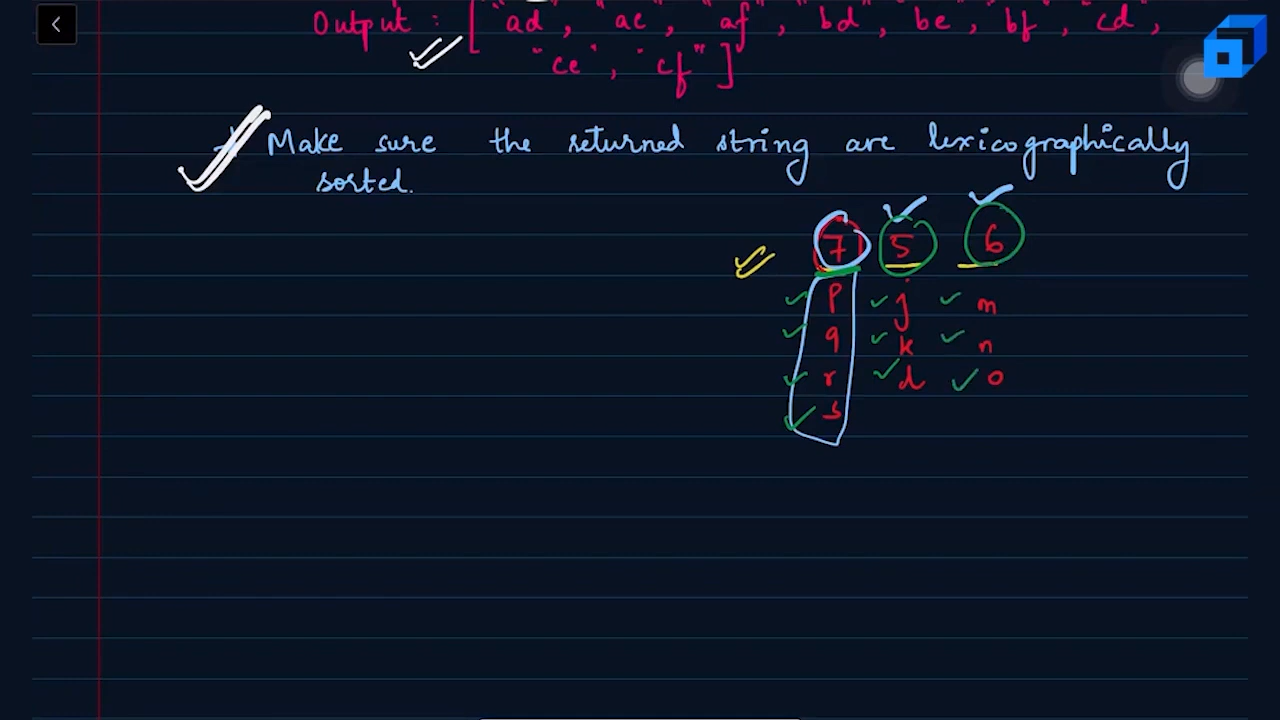 Output : [ "ad", "ae", "af", "bd", "be", "bf", "cd",
"ce", "cf" ]
* Make sure the returned string are lexicographically
sorted.
7 5 6
p j m
q k n
r l o
s